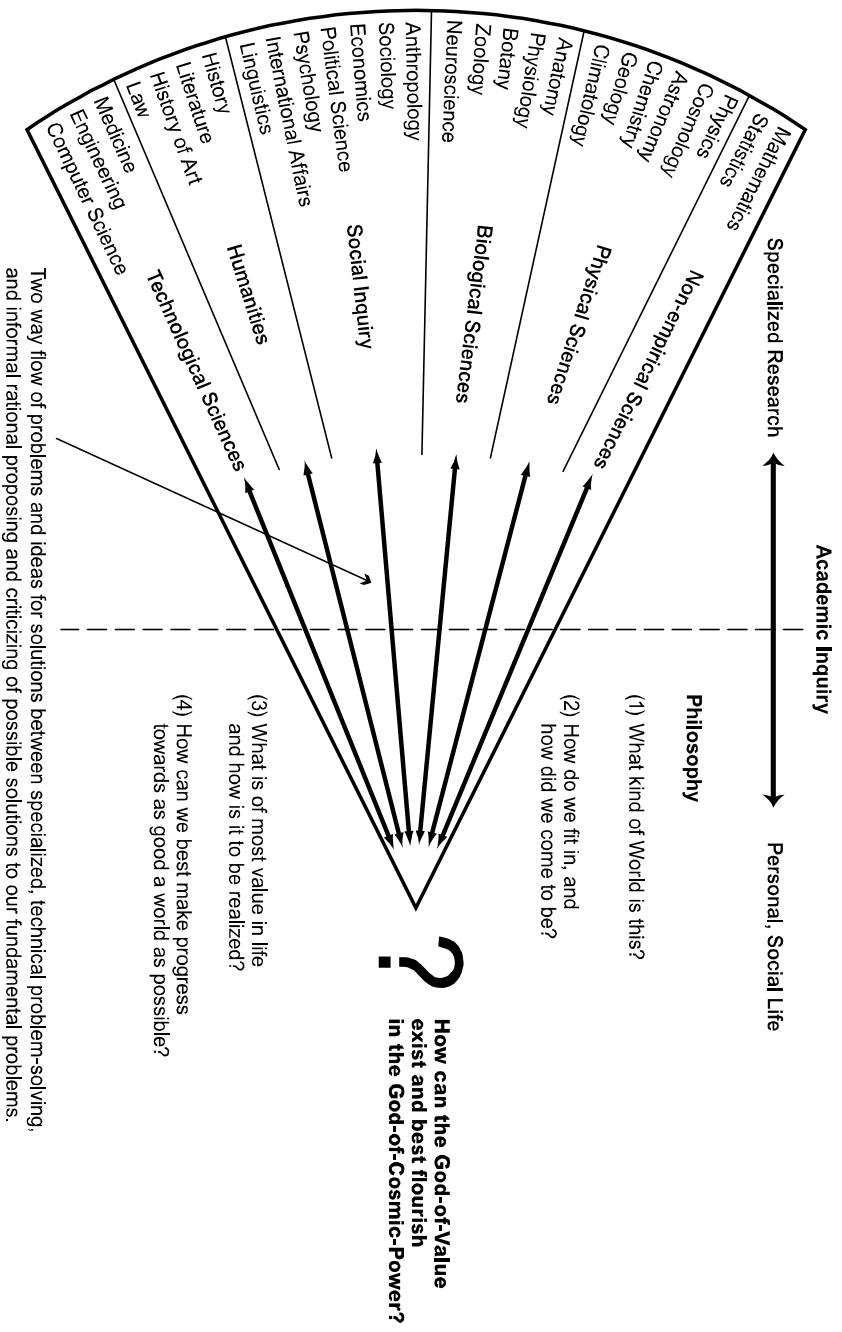 Academic Inquiry
Specialized Research
Personal, Social Life
Mathematics
Statistics
Non-empirical Sciences
Physics
Cosmology
Astronomy
Chemistry
Geology
Climatology
Physical Sciences
Anatomy
Physiology
Botany
Zoology
Neuroscience
Biological Sciences
Anthropology
Sociology
Economics
Political Science
Psychology
International Affairs
Linguistics
Social Inquiry
History
Literature
History of Art
Law
Humanities
Medicine
Engineering
Computer Science
Technological Sciences
Philosophy
(1) What kind of World is this?
(2) How do we fit in, and
how did we come to be?
?
How can the God-of-Value
exist and best flourish
in the God-of-Cosmic-Power?
(3) What is of most value in life
and how is it to be realized?
(4) How can we best make progress
towards as good a world as possible?
Two way flow of problems and ideas for solutions between specialized, technical problem-solving,
and informal rational proposing and criticizing of possible solutions to our fundamental problems.